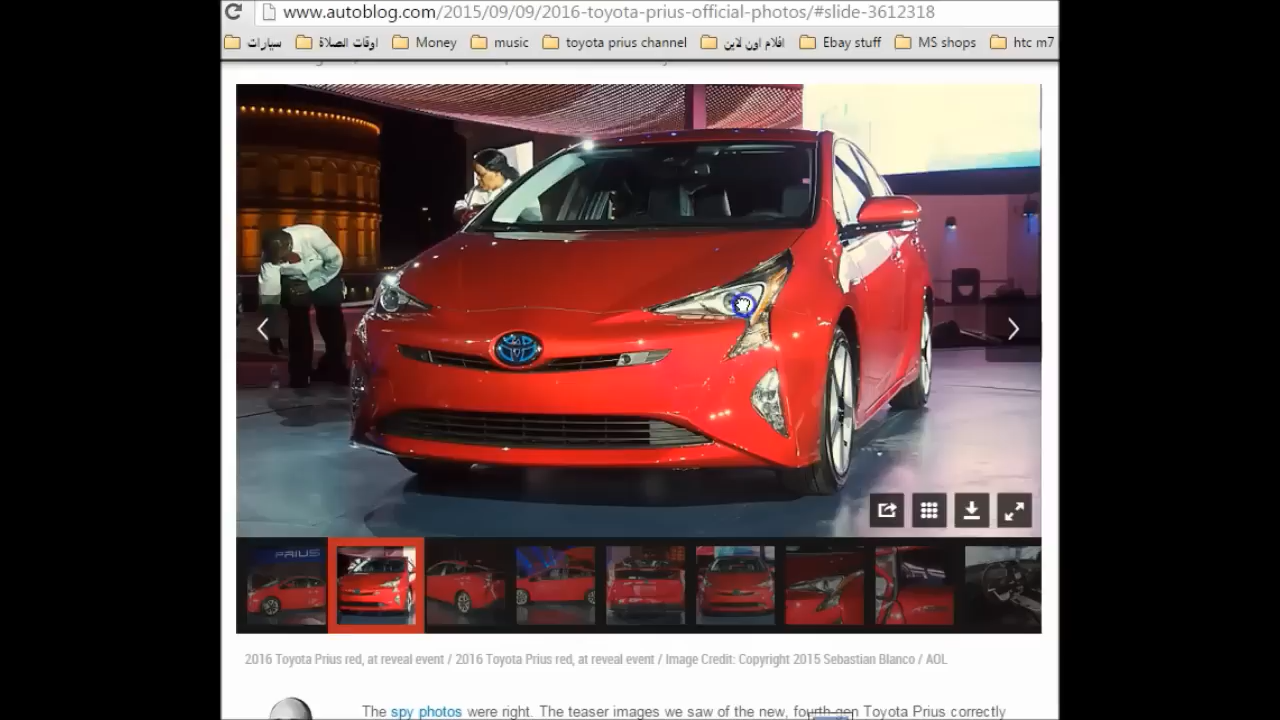 www.autoblog.com/2015/09/09/2016-toyota-prius-official-photos/#slide-3612318
سيارات اوقات الصلاة Money music toyota prius channel افلام اون لاين Ebay stuff MS shops htc m7
PRIUS
2016 Toyota Prius red, at reveal event / 2016 Toyota Prius red, at reveal event / Image Credit: Copyright 2015 Sebastian Blanco / AOL
The spy photos were right. The teaser images we saw of the new, fourth-gen Toyota Prius correctly